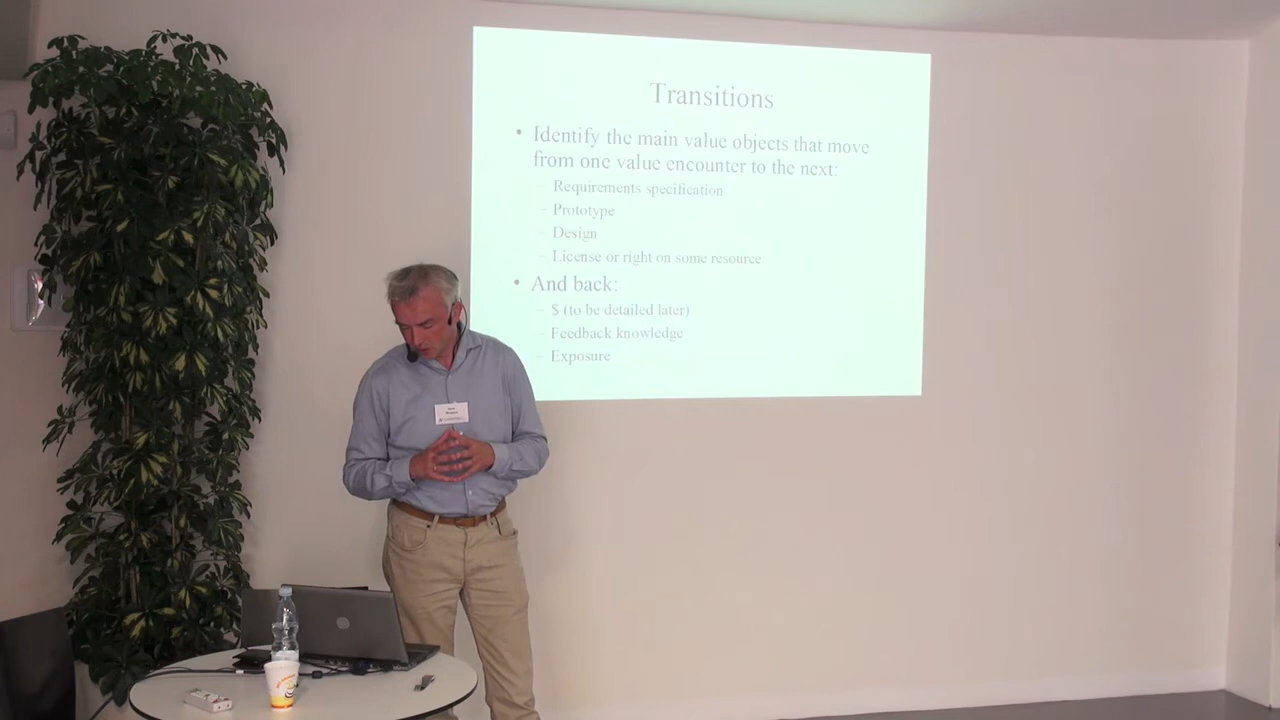 Transitions
• Identify the main value objects that move
from one value encounter to the next:
– Requirements specification
– Prototype
– Design
– License or right on some resource
• And back:
– $ (to be detailed later)
– Feedback knowledge
– Exposure